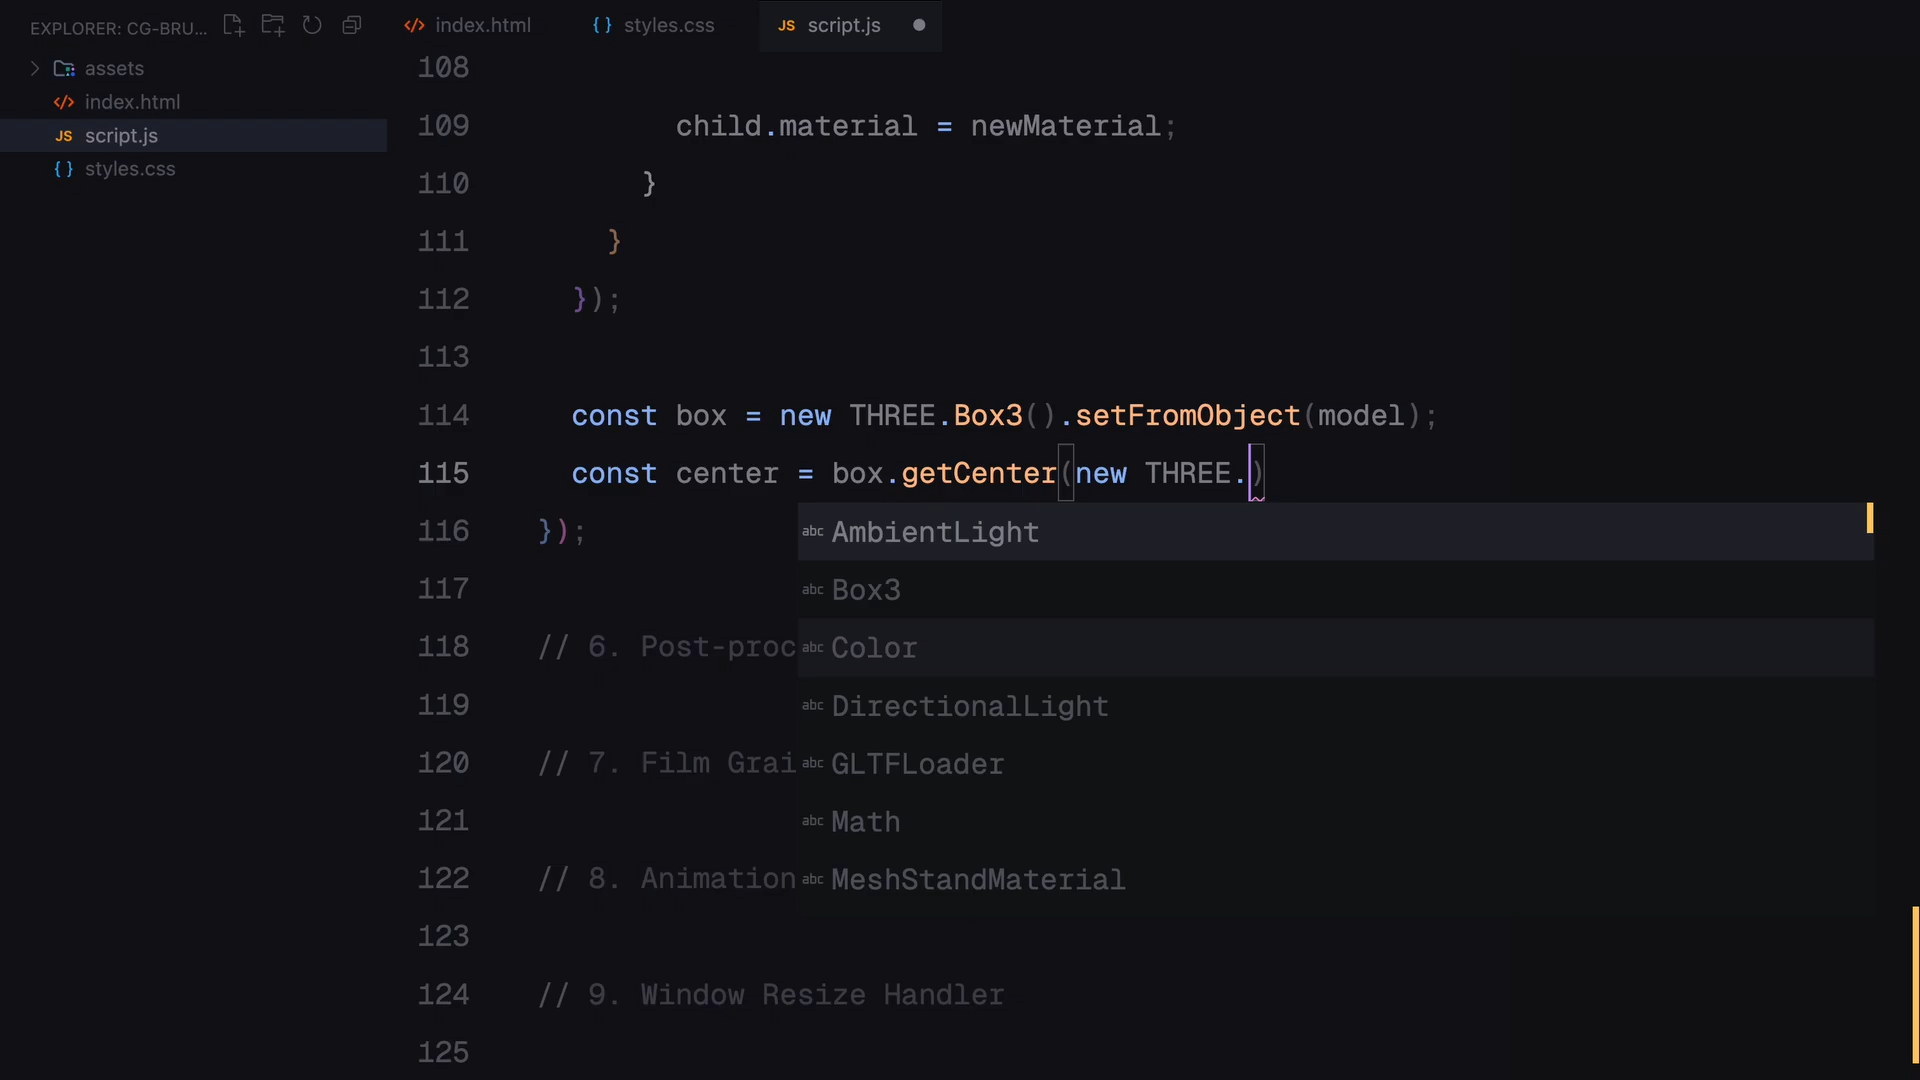 EXPLORER: CG-BRU...
assets
</> index.html
JS script.js
{ } styles.css
</> index.html
{ } styles.css
JS script.js
108
109 child.material = newMaterial;
110 }
111 }
112 });
113
114 const box = new THREE.Box3().setFromObject(model);
115 const center = box.getCenter(new THREE.)
116 });
117
118 // 6. Post-proc
119
120 // 7. Film Grai
121
122 // 8. Animation
123
124 // 9. Window Resize Handler
125
abc AmbientLight
abc Box3
abc Color
abc DirectionalLight
abc GLTFLoader
abc Math
abc MeshStandMaterial